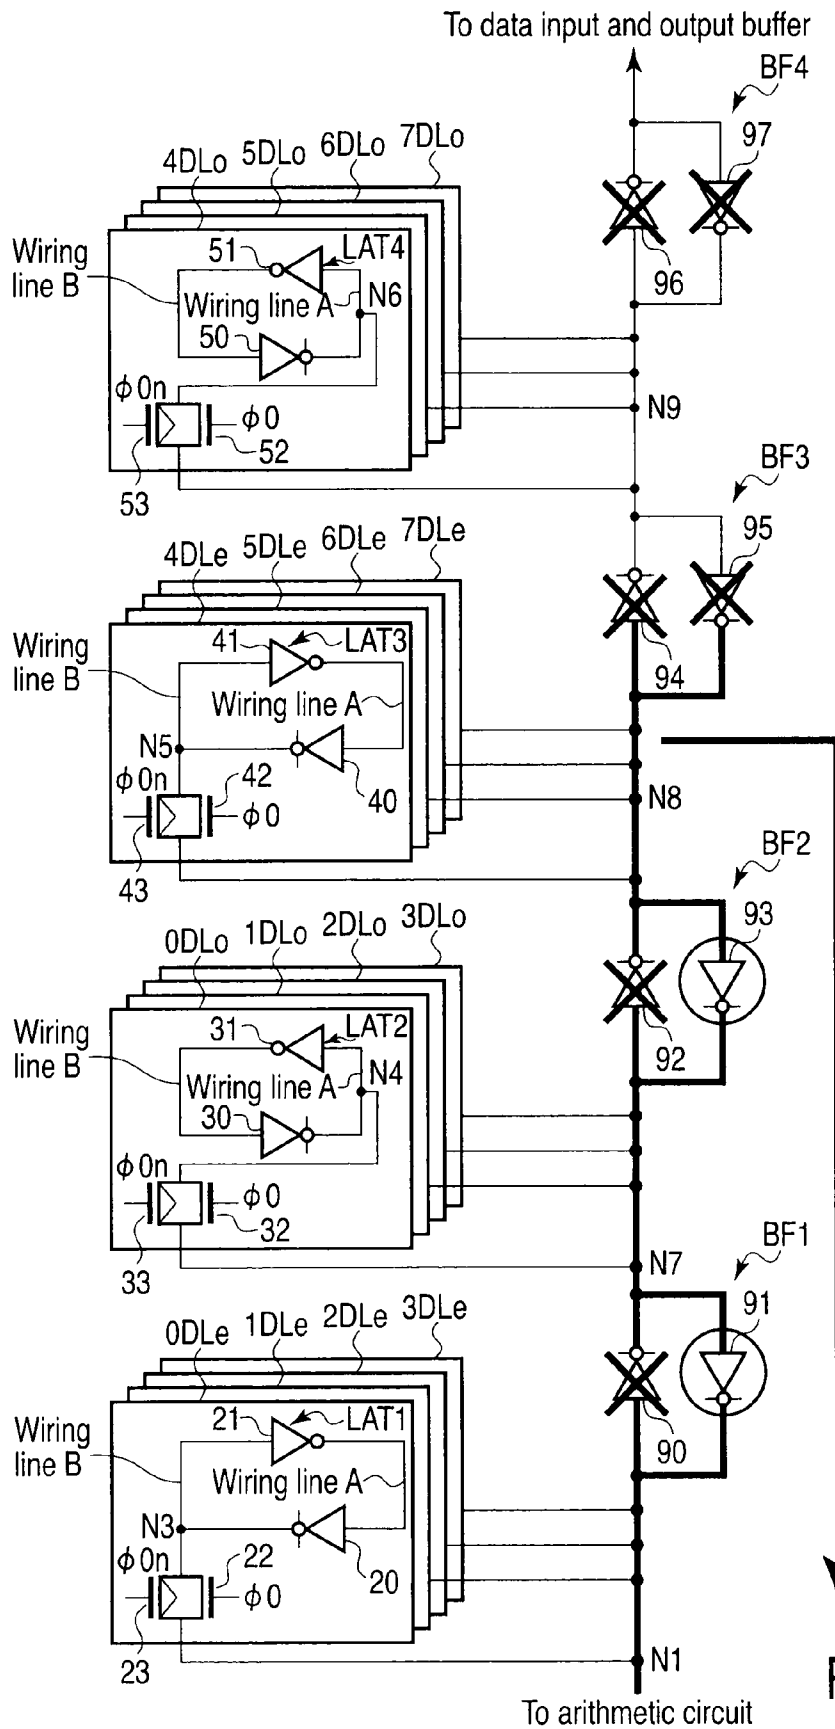 To data input and output buffer
BF4
97
96
4DLo 5DLo 6DLo 7DLo
Wiring
line B
51
LAT4
Wiring line A
N6
50
ϕ0n
ϕ0
52
53
N9
BF3
95
94
4DLe 5DLe 6DLe 7DLe
Wiring
line B
41
LAT3
Wiring line A
N5
40
ϕ0n
42
ϕ0
43
N8
BF2
93
92
0DLo 1DLo 2DLo 3DLo
Wiring
line B
31
LAT2
Wiring line A
N4
30
ϕ0n
ϕ0
32
33
N7
BF1
91
90
0DLe 1DLe 2DLe 3DLe
Wiring
line B
21
LAT1
Wiring line A
N3
20
ϕ0n
22
ϕ0
23
N1
To arithmetic circuit